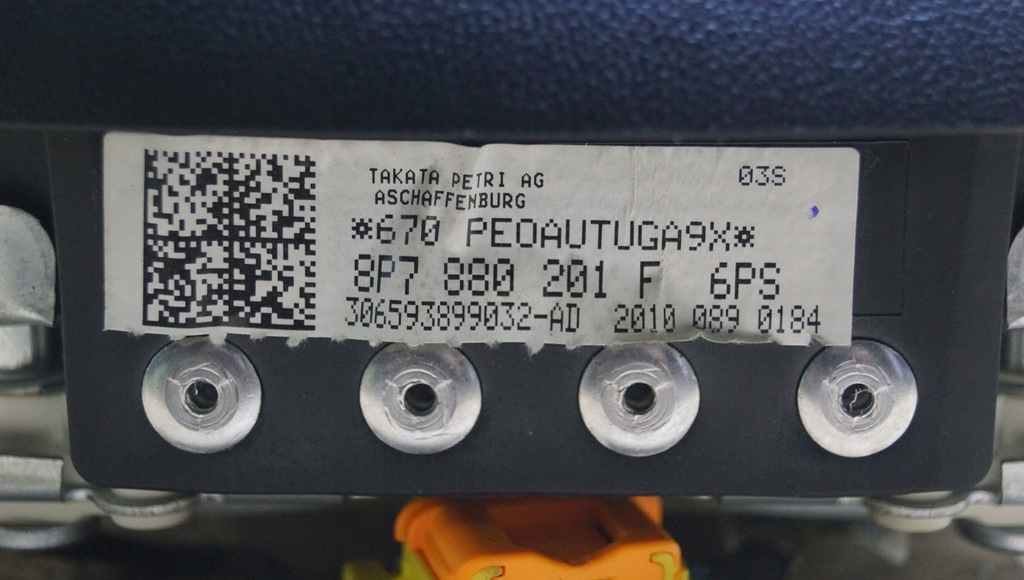 TAKATA PETRI AG 03S
ASCHAFFENBURG
*670 PEOAUTUGA9X*
8P7 880 201 F 6PS
306593899032-AD 2010 089 0184